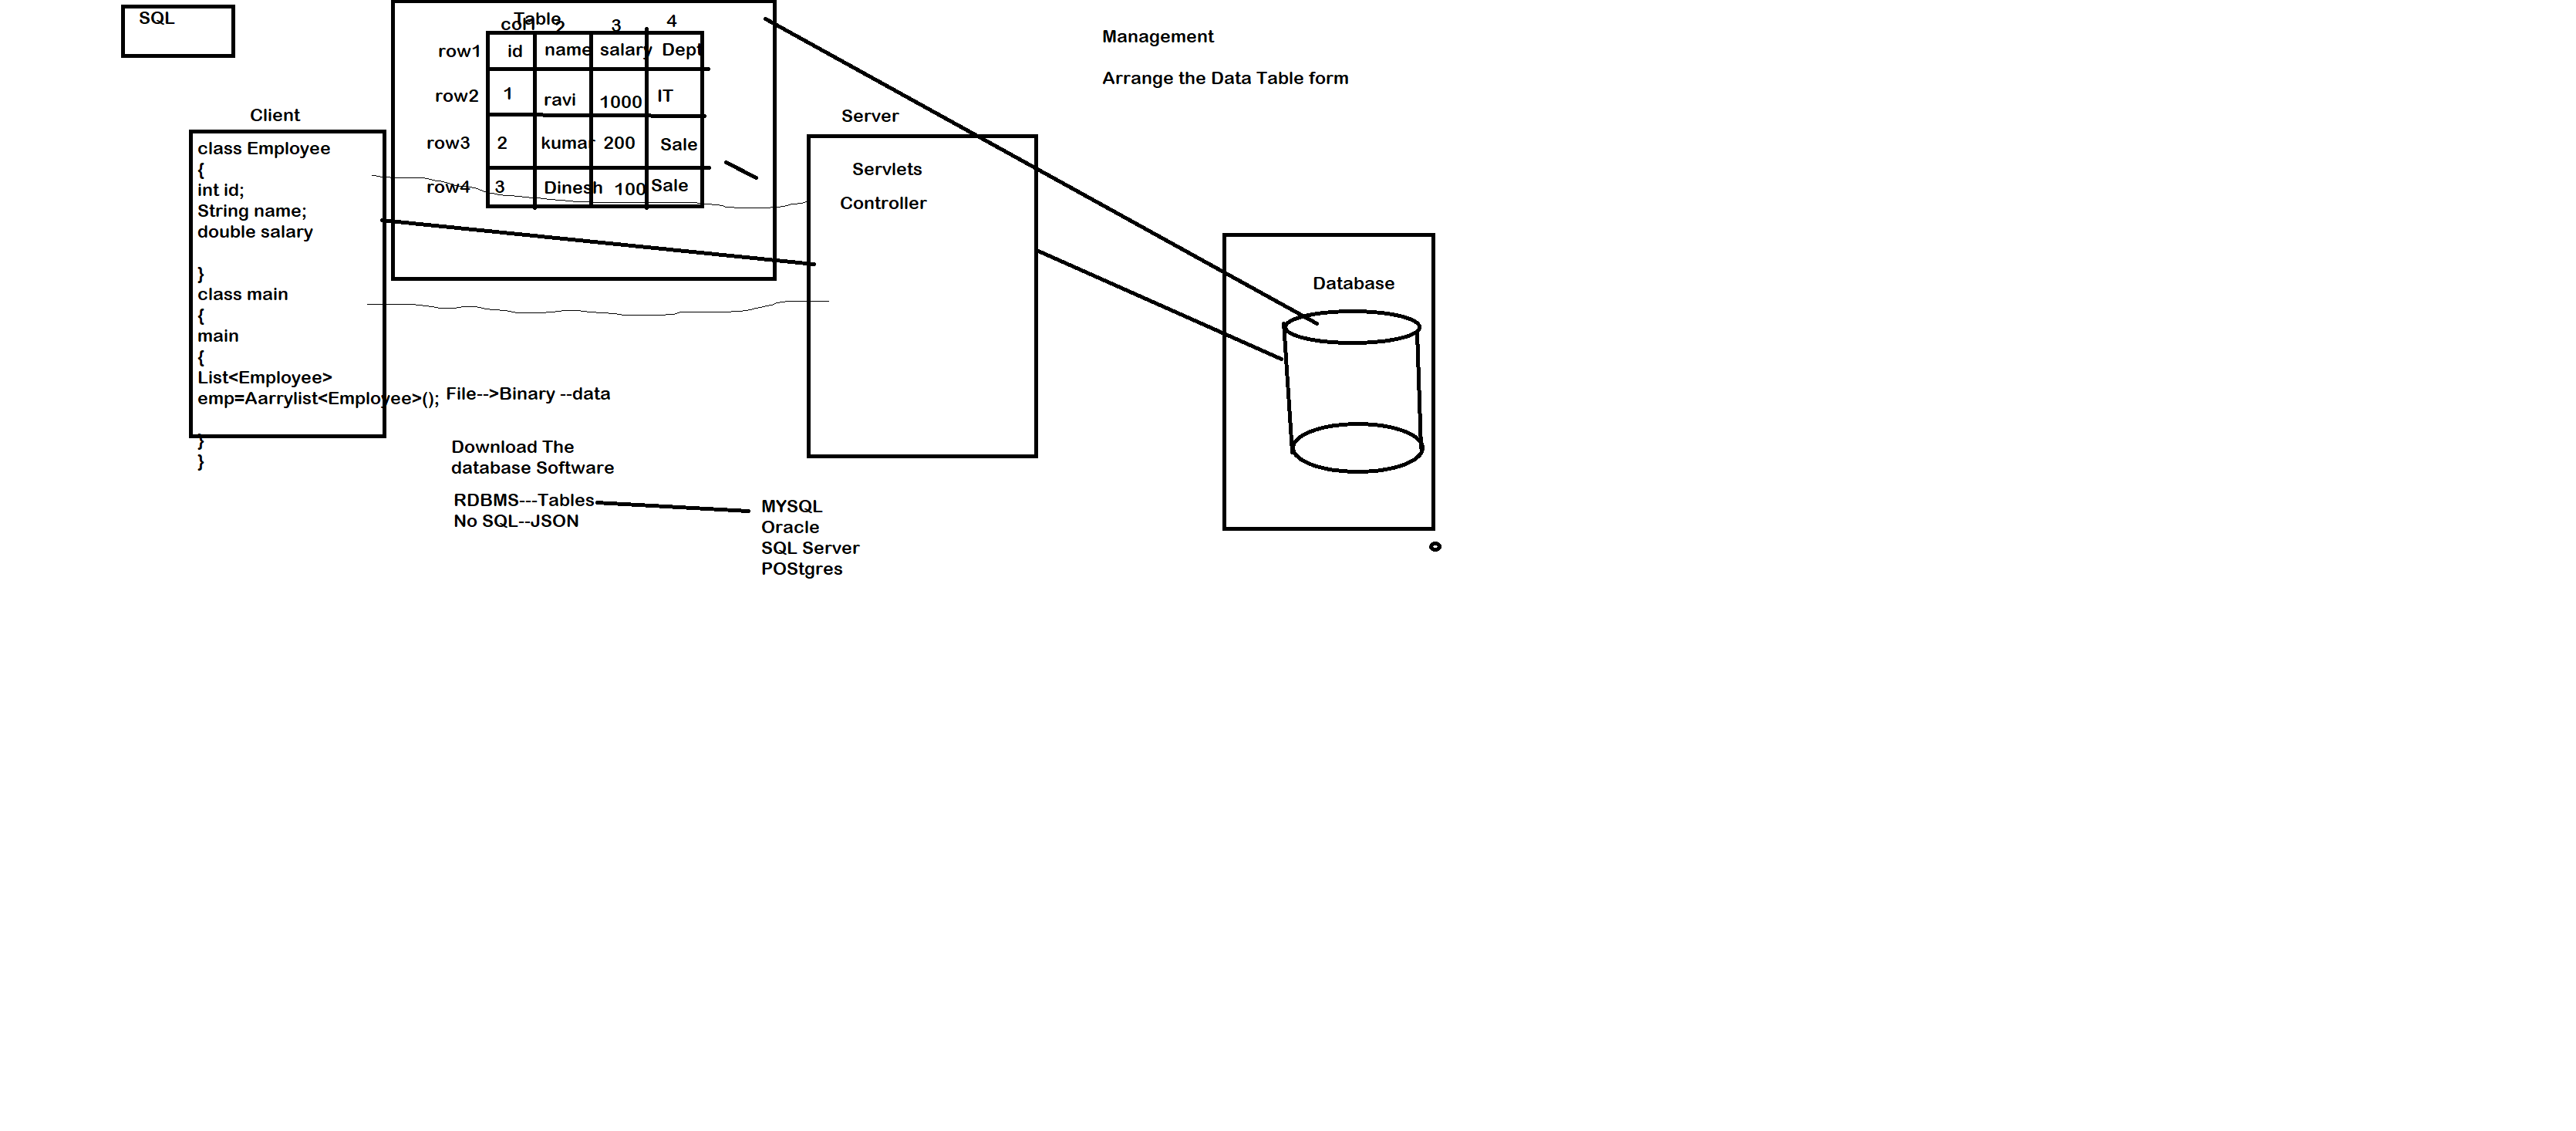 SQL
Table
col1 2 3 4
row1 id name salary Dept
row2 1 ravi 1000 IT
row3 2 kumar 200 Sale
row4 3 Dinesh 100 Sale
Client
class Employee
{
int id;
String name;
double salary
}
class main
{
main
{
List<Employee>
emp=Aarrylist<Employee>();
}
}
File-->Binary --data
Download The
database Software
RDBMS---Tables
No SQL--JSON
MYSQL
Oracle
SQL Server
POStgres
Server
Servlets
Controller
Management
Arrange the Data Table form
Database